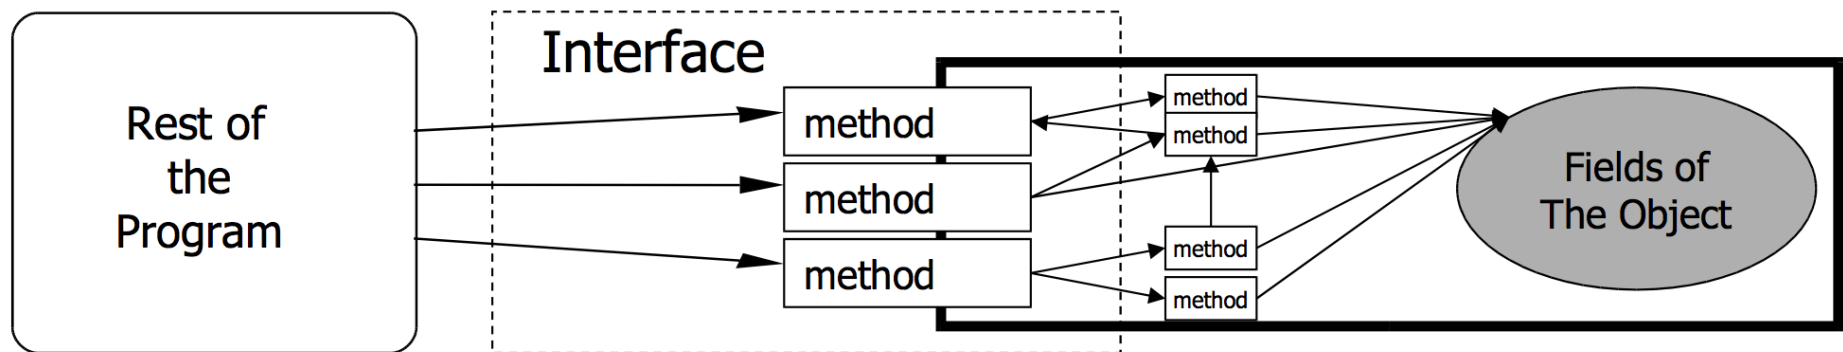 Rest of
the
Program
Interface
method
method
method
method
method
method
method
Fields of
The Object